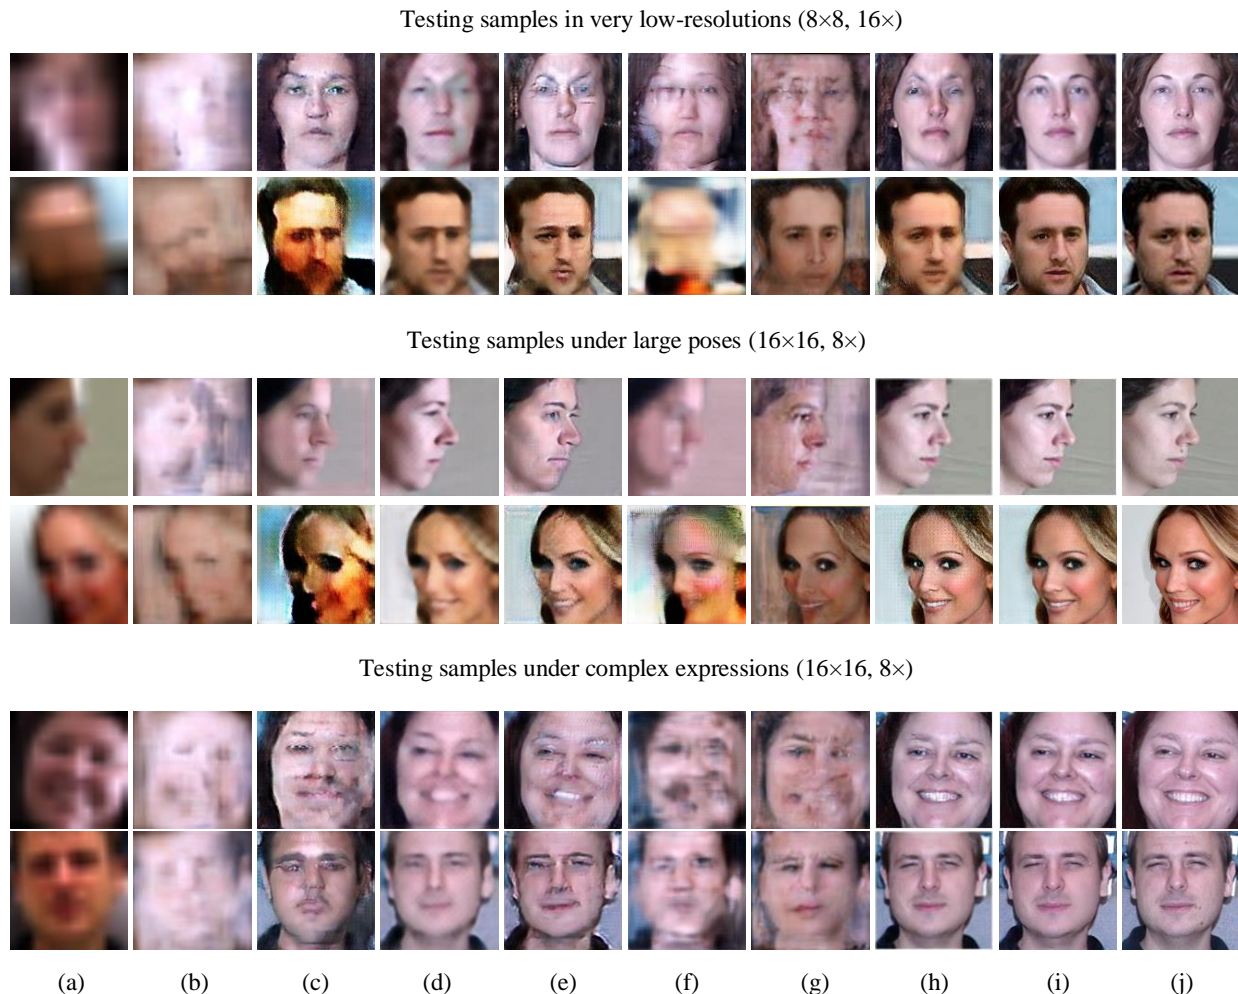 Testing samples in very low-resolutions (8×8, 16×)
Testing samples under large poses (16×16, 8×)
Testing samples under complex expressions (16×16, 8×)
(a) (b) (c) (d) (e) (f) (g) (h) (i) (j)